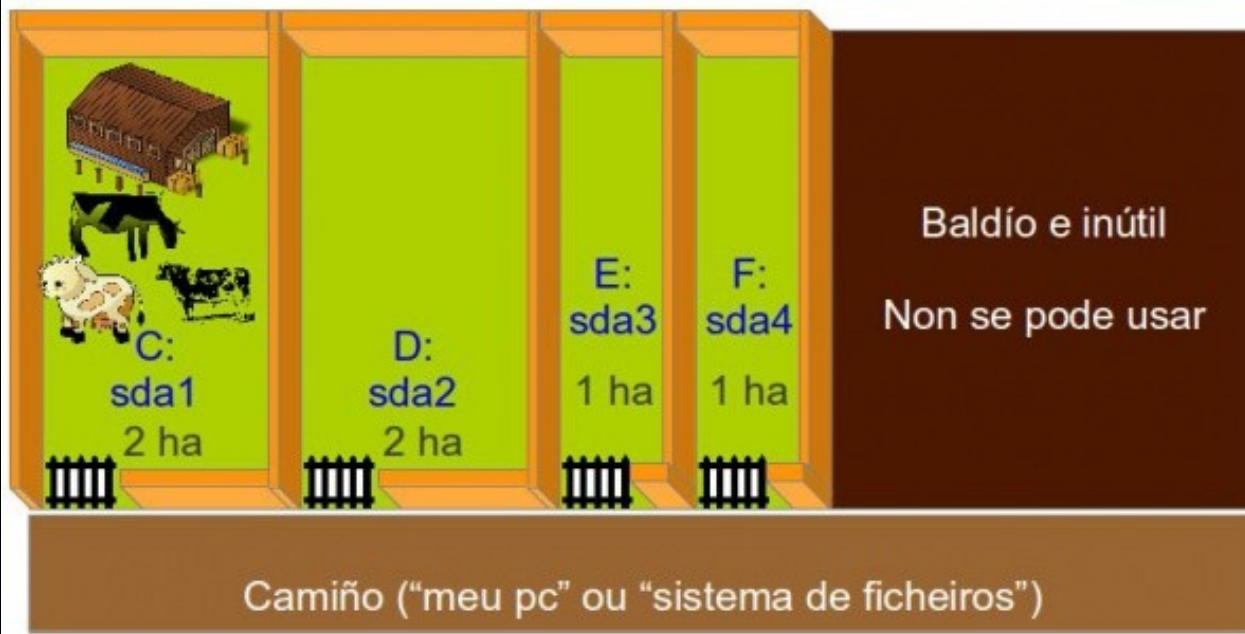 C:
sda1
2 ha
D:
sda2
2 ha
E:
sda3
1 ha
F:
sda4
1 ha
Baldío e inútil
Non se pode usar
Camiño (“meu pc” ou “sistema de ficheiros”)